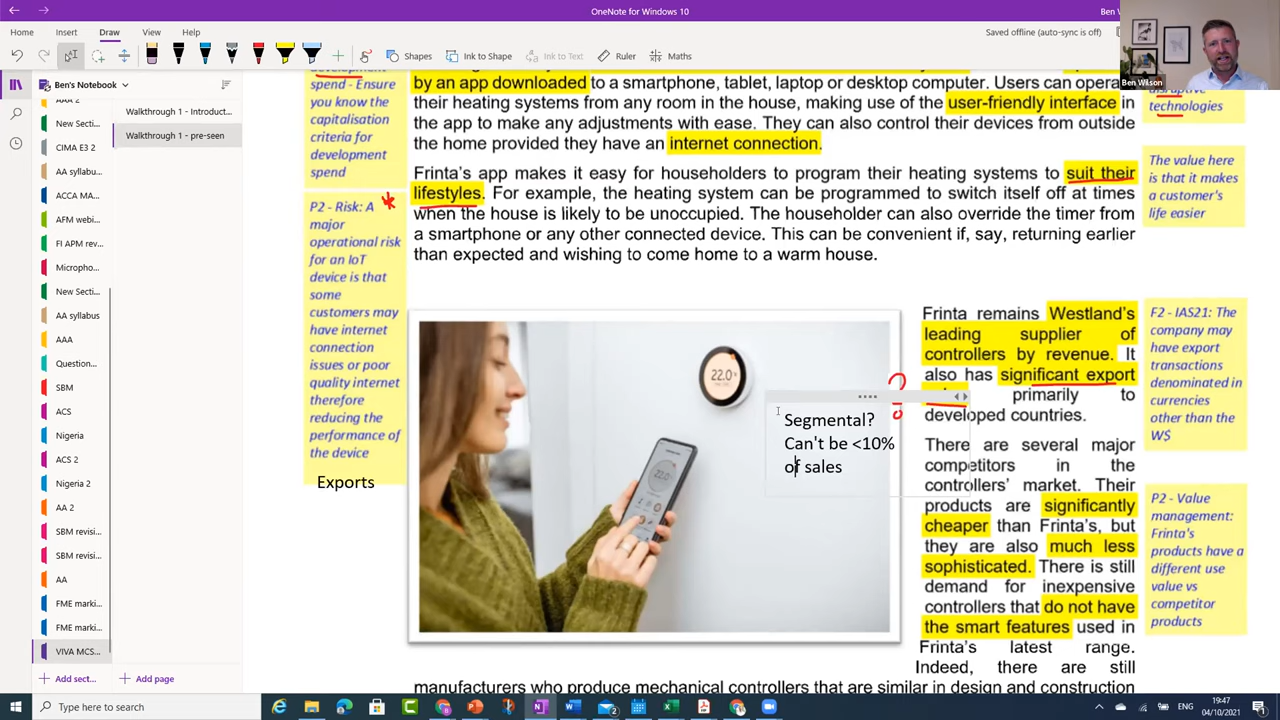 OneNote for Windows 10
Ben W
Home
Insert
Draw
View
Help
Saved offline (auto-sync is off)
Shapes
Ink to Shape
Ink to Text
Ruler
Maths
Ben Wilson
Ben's Notebook
AAA 2
New Secti...
CIMA E3 2
AA syllabu...
ACCA MA...
AFM webi...
FI APM rev...
Micropho...
New Secti...
AA syllabus
AAA
Question...
SBM
ACS
Nigeria
ACS 2
Nigeria 2
AA 2
SBM revisi...
SBM revisi...
AA
FME marki...
FME marki...
VIVA MCS...
Add sect...
Walkthrough 1 - Introduct...
Walkthrough 1 - pre-seen
Add page
development
spend - Ensure
you know the
capitalisation
criteria for
development
spend
P2 - Risk: A
major
operational risk
for an IoT
device is that
some
customers may
have internet
connection
issues or poor
quality internet
therefore
reducing the
performance of
the device
Exports
by an app downloaded to a smartphone, tablet, laptop or desktop computer. Users can operate
their heating systems from any room in the house, making use of the user-friendly interface in
the app to make any adjustments with ease. They can also control their devices from outside
the home provided they have an internet connection.
Frinta's app makes it easy for householders to program their heating systems to suit their
lifestyles. For example, the heating system can be programmed to switch itself off at times
when the house is likely to be unoccupied. The householder can also override the timer from
a smartphone or any other connected device. This can be convenient if, say, returning earlier
than expected and wishing to come home to a warm house.
22.0
22.0
?
Segmental?
Can't be <10%
of sales
Frinta remains Westland's
leading supplier of
controllers by revenue. It
also has significant export
primarily to
developed countries.
There are several major
competitors in the
controllers' market. Their
products are significantly
cheaper than Frinta's, but
they are also much less
sophisticated. There is still
demand for inexpensive
controllers that do not have
the smart features used in
Frinta's latest range.
Indeed, there are still
manufacturers who produce mechanical controllers that are similar in design and construction
disruptive
technologies
The value here
is that it makes
a customer's
life easier
F2 - IAS21: The
company may
have export
transactions
denominated in
currencies
other than the
W$
P2 - Value
management:
Frinta's
products have a
different use
value vs
competitor
products
Type here to search
19:47
04/10/2021